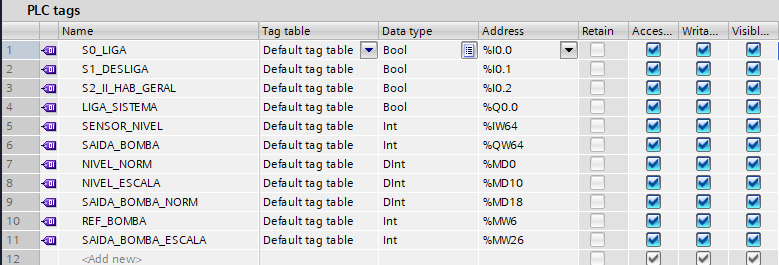 PLC tags
Name Tag table Data type Address Retain Acces... Writa... Visibl...
1 S0_LIGA Default tag table Bool %I0.0
2 S1_DESLIGA Default tag table Bool %I0.1
3 S2_II_HAB_GERAL Default tag table Bool %I0.2
4 LIGA_SISTEMA Default tag table Bool %Q0.0
5 SENSOR_NIVEL Default tag table Int %IW64
6 SAIDA_BOMBA Default tag table Int %QW64
7 NIVEL_NORM Default tag table DInt %MD0
8 NIVEL_ESCALA Default tag table DInt %MD10
9 SAIDA_BOMBA_NORM Default tag table DInt %MD18
10 REF_BOMBA Default tag table Int %MW6
11 SAIDA_BOMBA_ESCALA Default tag table Int %MW26
12 <Add new>